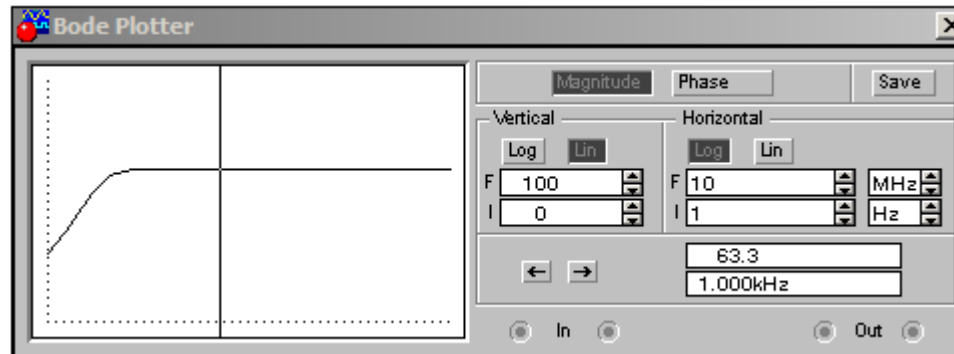 Bode Plotter
Magnitude Phase Save
Vertical Horizontal
Log Lin Log Lin
F 100 F 10 MHz
I 0 I 1 Hz
63.3
1.000kHz
In Out